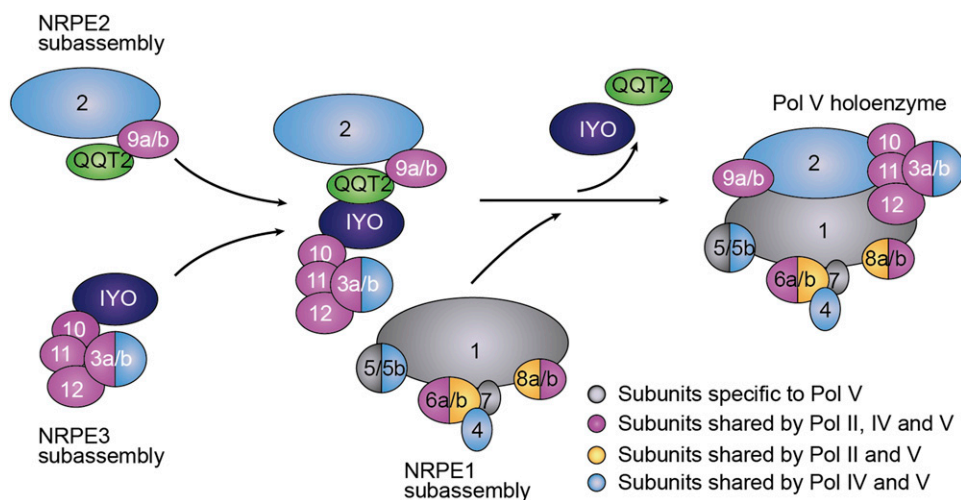 NRPE2
subassembly
2
9a/b
QQT2
IYO
10
11
3a/b
12
NRPE3
subassembly
2
9a/b
QQT2
IYO
10
11
3a/b
12
1
5/5b
8a/b
6a/b
7
4
NRPE1
subassembly
QQT2
IYO
Pol V holoenzyme
10
2
11
3a/b
9a/b
12
1
5/5b
8a/b
6a/b
7
4
Subunits specific to Pol V
Subunits shared by Pol II, IV and V
Subunits shared by Pol II and V
Subunits shared by Pol IV and V